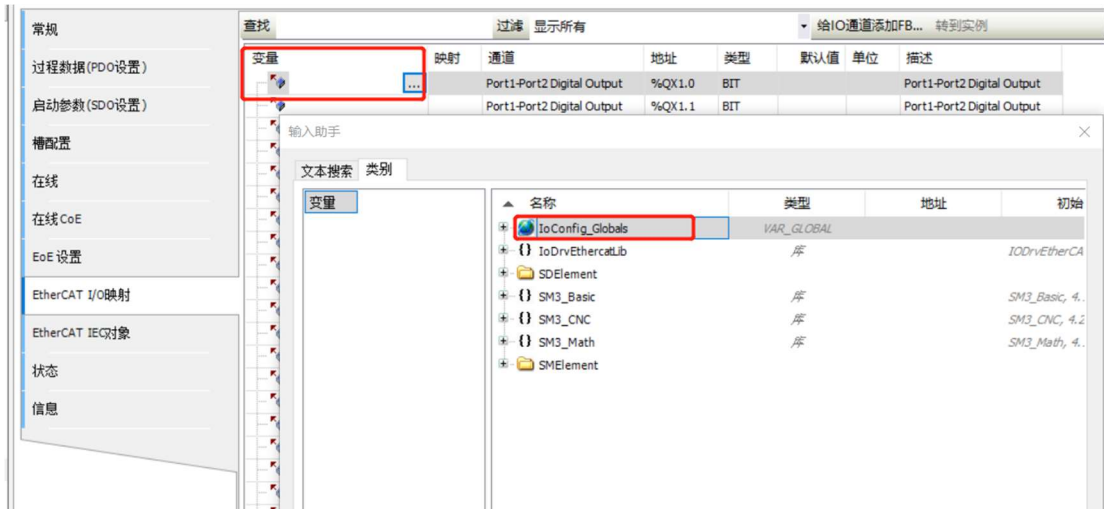 常规
过程数据(PDO设置)
启动参数(SDO设置)
槽配置
在线
在线CoE
EoE 设置
EtherCAT I/O映射
EtherCAT IEC对象
状态
信息
查找 过滤 显示所有 给IO通道添加FB... 转到实例
变量 映射 通道 地址 类型 默认值 单位 描述
... Port1-Port2 Digital Output %QX1.0 BIT Port1-Port2 Digital Output
Port1-Port2 Digital Output %QX1.1 BIT Port1-Port2 Digital Output
输入助手
文本搜索 类别
变量
名称 类型 地址 初始
IoConfig_Globals VAR_GLOBAL
{} IoDrvEthercatLib 库 IODrvEtherCA
SDElement
{} SM3_Basic 库 SM3_Basic, 4.
{} SM3_CNC 库 SM3_CNC, 4.2
{} SM3_Math 库 SM3_Math, 4.
SMElement